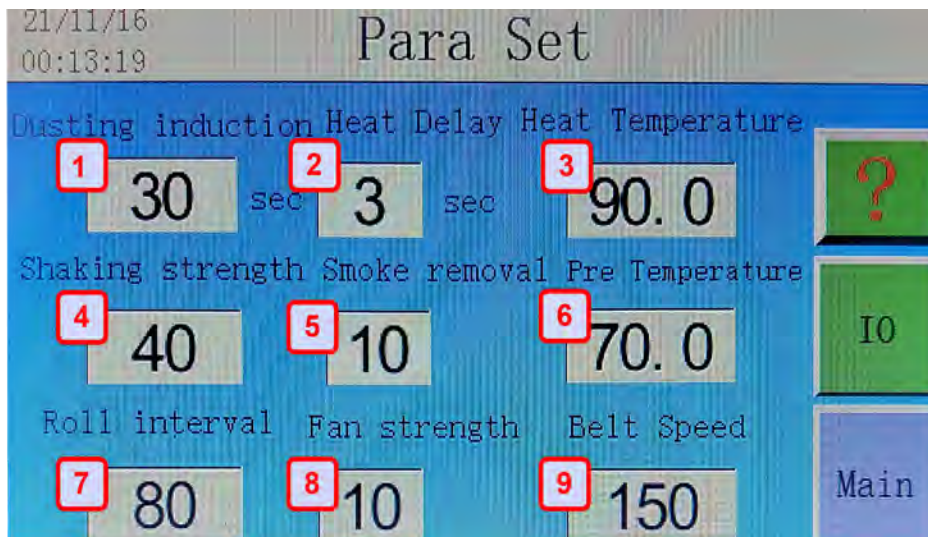 21/11/16
00:13:19
Para Set
Dusting induction Heat Delay Heat Temperature
1 30 sec 2 3 sec 3 90.0
?
Shaking strength Smoke removal Pre Temperature
4 40 5 10 6 70.0
IO
Roll interval Fan strength Belt Speed
7 80 8 10 9 150
Main